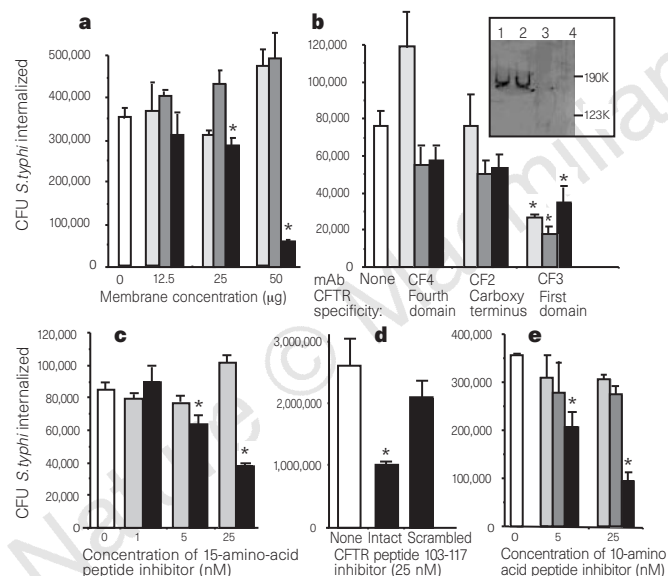 a
CFU S.typhi internalized
500,000
400,000
300,000
200,000
100,000
0
*
*
0 12.5 25 50
Membrane concentration (μg)
b
120,000
100,000
80,000
60,000
40,000
20,000
0
1 2 3 4
190K
123K
* * *
mAb None CF4 CF2 CF3
CFTR Fourth Carboxy First
specificity: domain terminus domain
c
CFU S.typhi internalized
120,000
100,000
80,000
60,000
40,000
20,000
0
*
*
0 1 5 25
Concentration of 15-amino-acid
peptide inhibitor (nM)
d
3,000,000
2,000,000
1,000,000
0
*
None Intact Scrambled
CFTR peptide 103-117
inhibitor (25 nM)
e
400,000
300,000
200,000
100,000
0
*
*
0 5 25
Concentration of 10-amino
acid peptide inhibitor (nM)
Nature © Macmillan